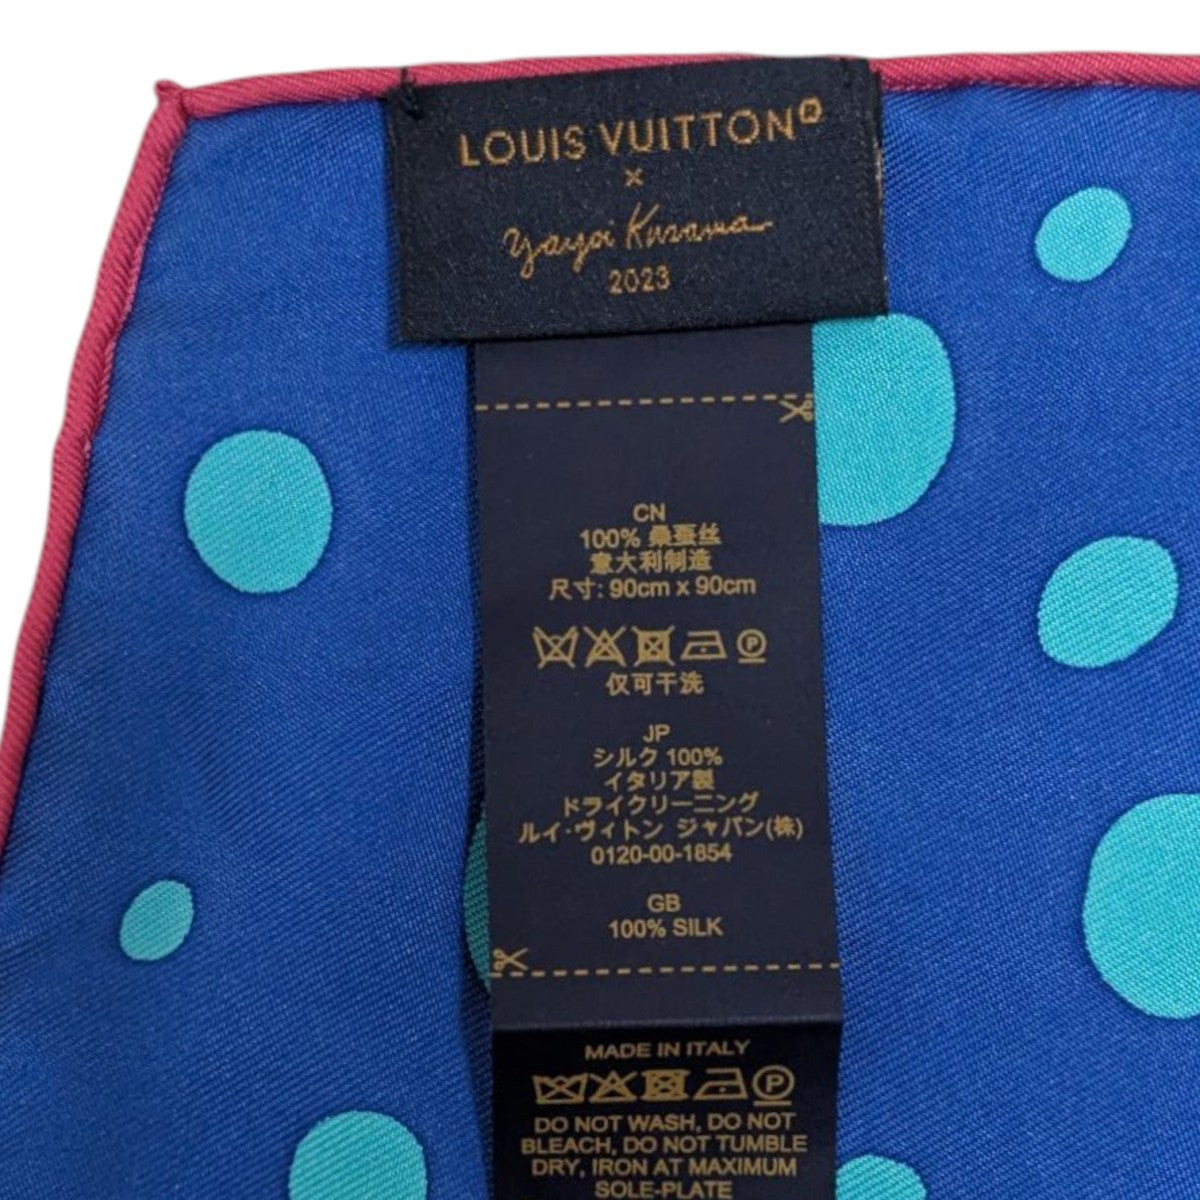 LOUIS VUITTON®
×
Yayoi Kusama
2023
CN
100% 桑蚕丝
意大利制造
尺寸: 90cm x 90cm
P
仅可干洗
JP
シルク 100%
イタリア製
ドライクリーニング
ルイ·ヴィトン ジャパン(株)
0120-00-1854
GB
100% SILK
MADE IN ITALY
P
DO NOT WASH, DO NOT
BLEACH, DO NOT TUMBLE
DRY, IRON AT MAXIMUM
SOLE-PLATE